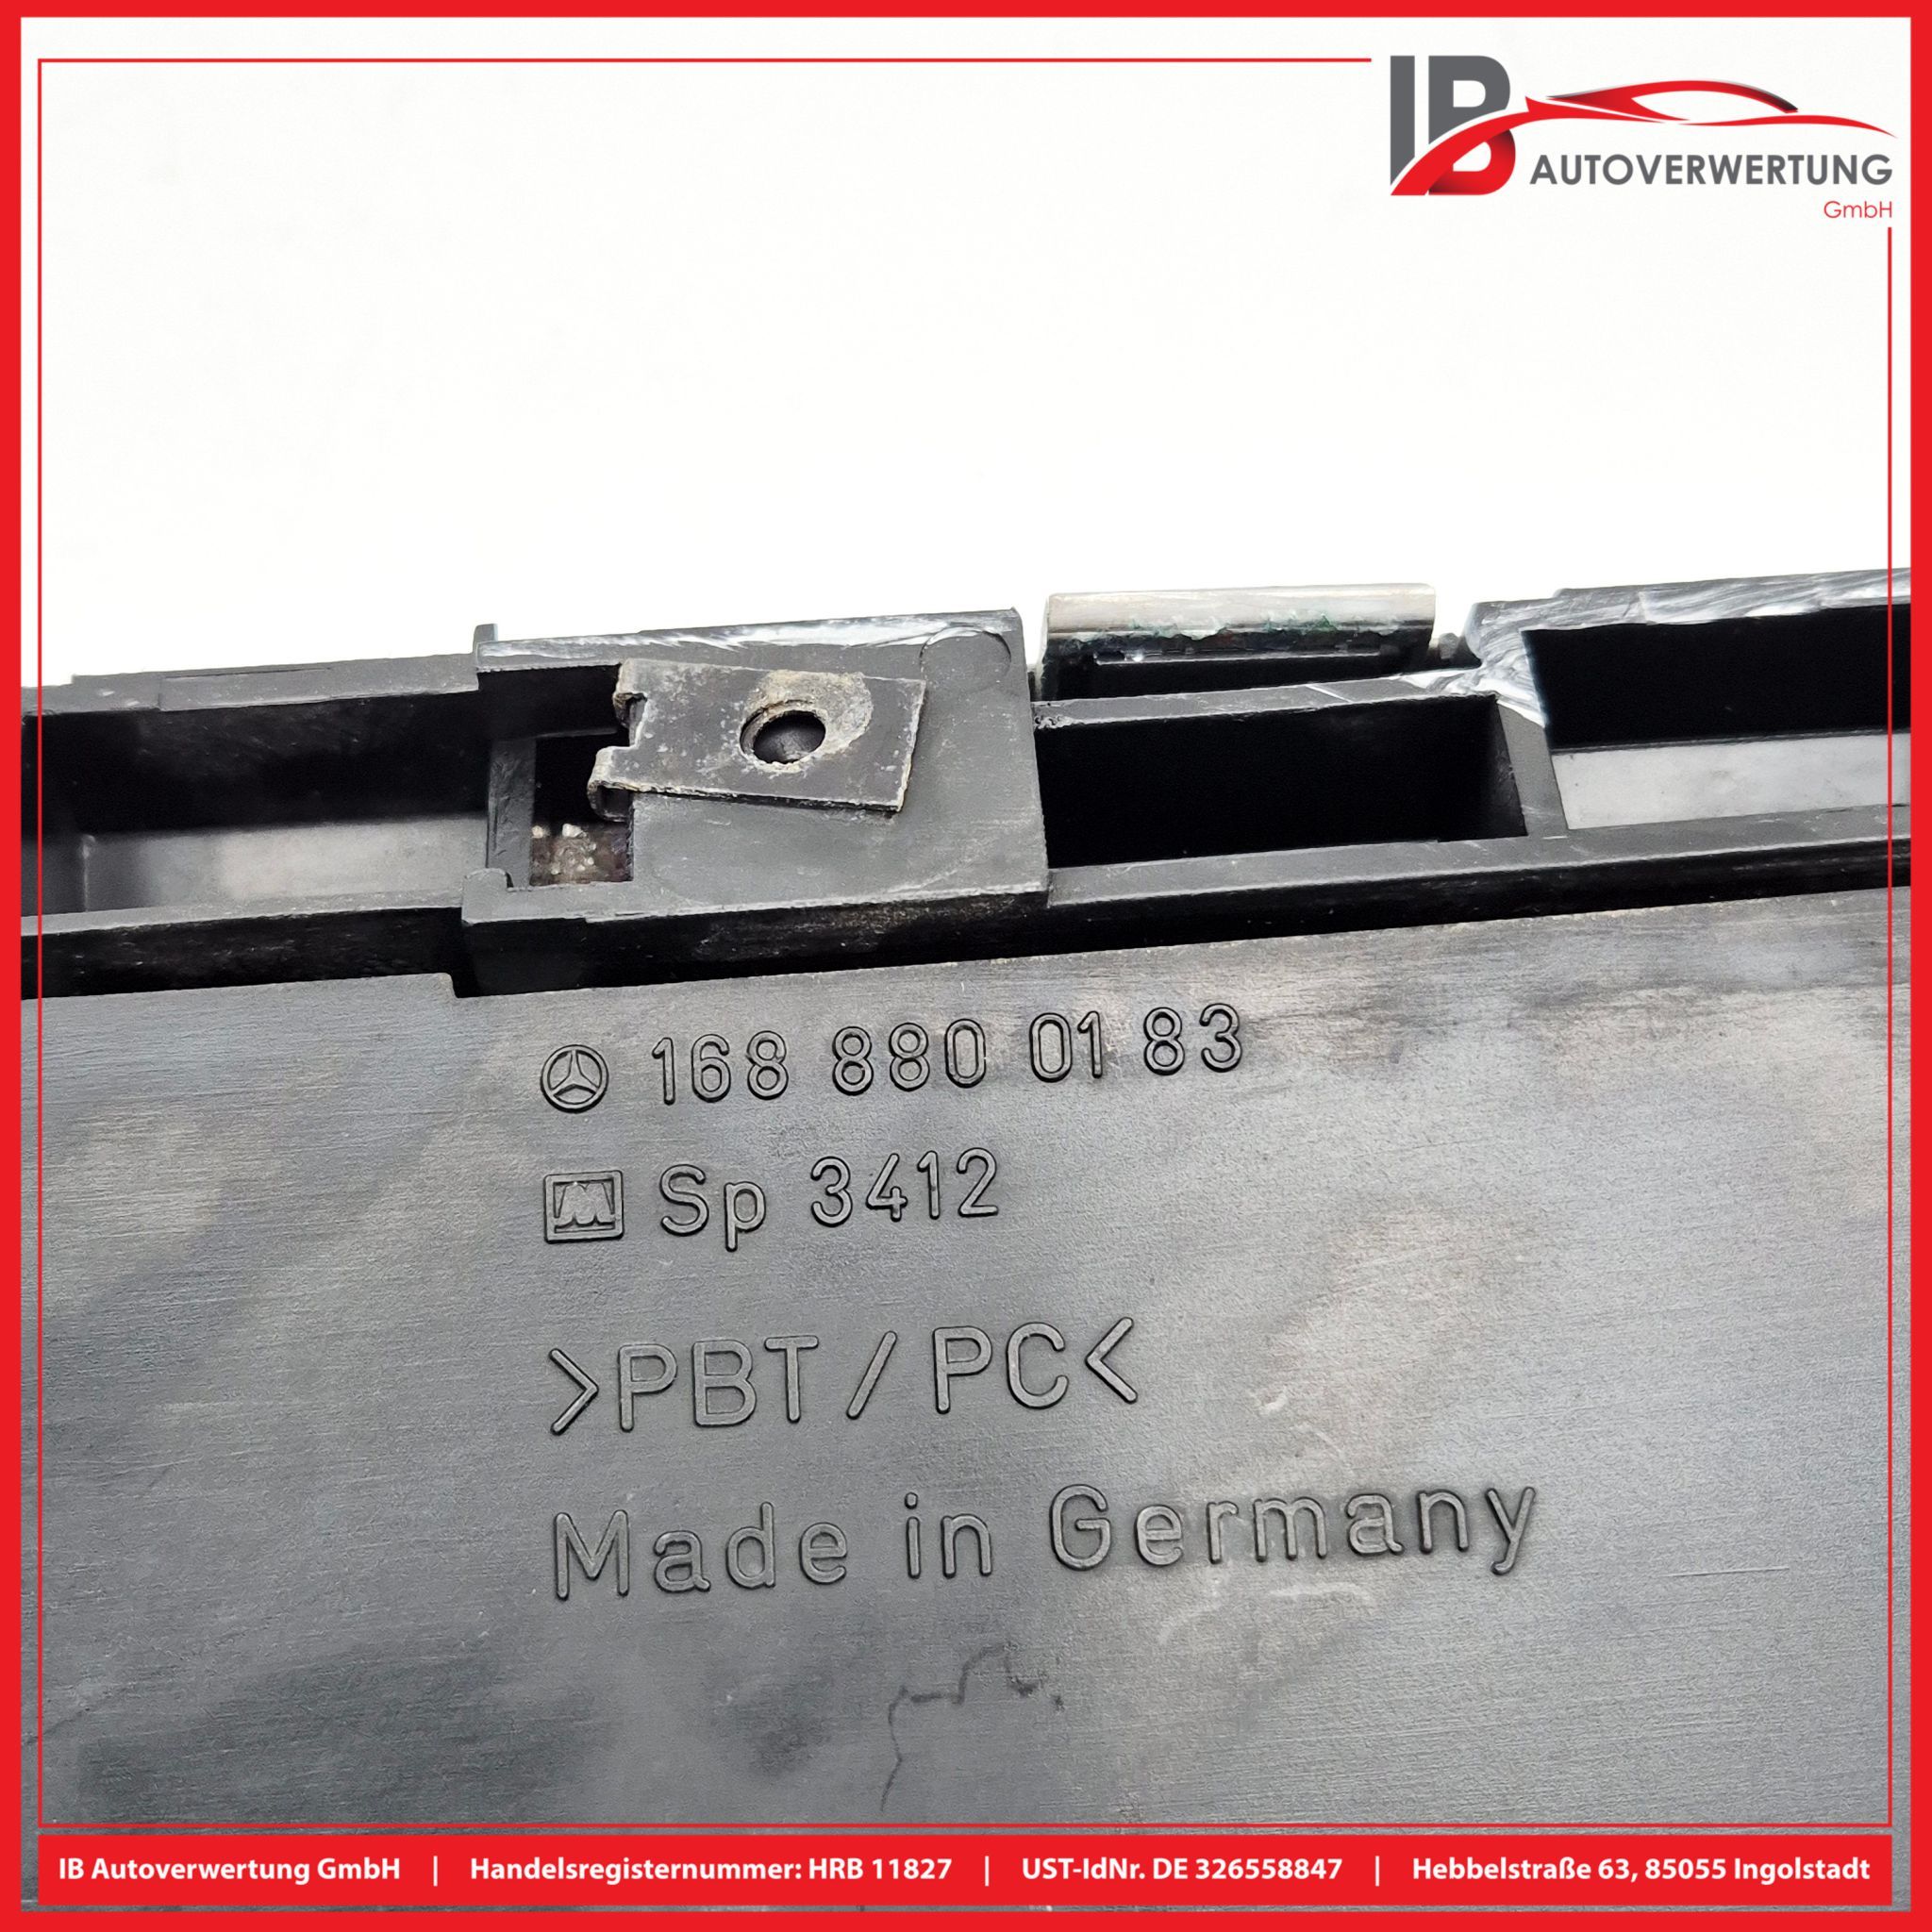 IB
AUTOVERWERTUNG
GmbH
168 880 01 83
M Sp 3412
>PBT / PC<
Made in Germany
IB Autoverwertung GmbH | Handelsregisternummer: HRB 11827 | UST-IdNr. DE 326558847 | Hebbelstraße 63, 85055 Ingolstadt